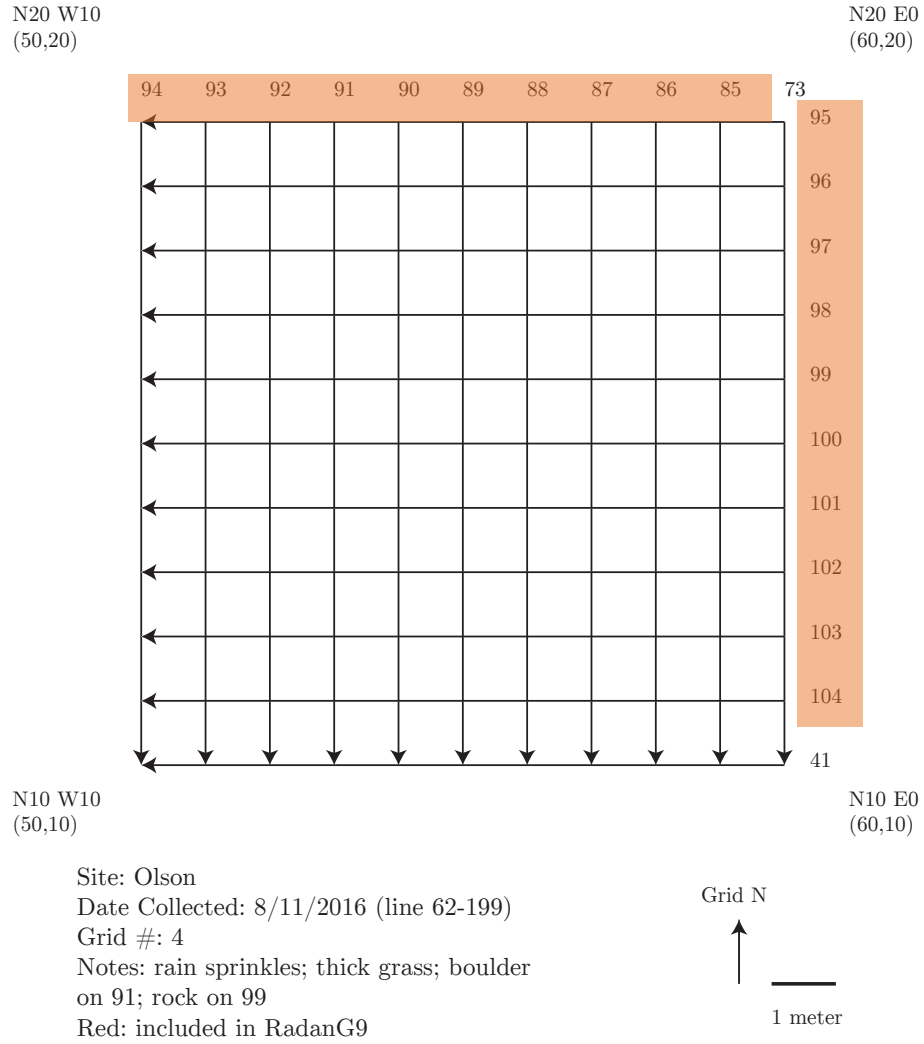 N20 W10
(50,20)
N20 E0
(60,20)
94 93 92 91 90 89 88 87 86 85 73
95
96
97
98
99
100
101
102
103
104
41
N10 W10
(50,10)
N10 E0
(60,10)
Site: Olson
Date Collected: 8/11/2016 (line 62-199)
Grid #: 4
Notes: rain sprinkles; thick grass; boulder
on 91; rock on 99
Red: included in RadanG9
Grid N
1 meter